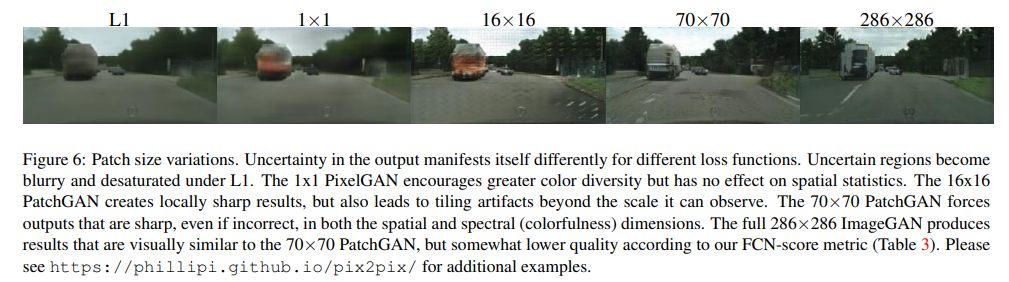 L1 1×1 16×16 70×70 286×286
Figure 6: Patch size variations. Uncertainty in the output manifests itself differently for different loss functions. Uncertain regions become
blurry and desaturated under L1. The 1x1 PixelGAN encourages greater color diversity but has no effect on spatial statistics. The 16x16
PatchGAN creates locally sharp results, but also leads to tiling artifacts beyond the scale it can observe. The 70×70 PatchGAN forces
outputs that are sharp, even if incorrect, in both the spatial and spectral (colorfulness) dimensions. The full 286×286 ImageGAN produces
results that are visually similar to the 70×70 PatchGAN, but somewhat lower quality according to our FCN-score metric (Table 3). Please
see https://phillipi.github.io/pix2pix/ for additional examples.